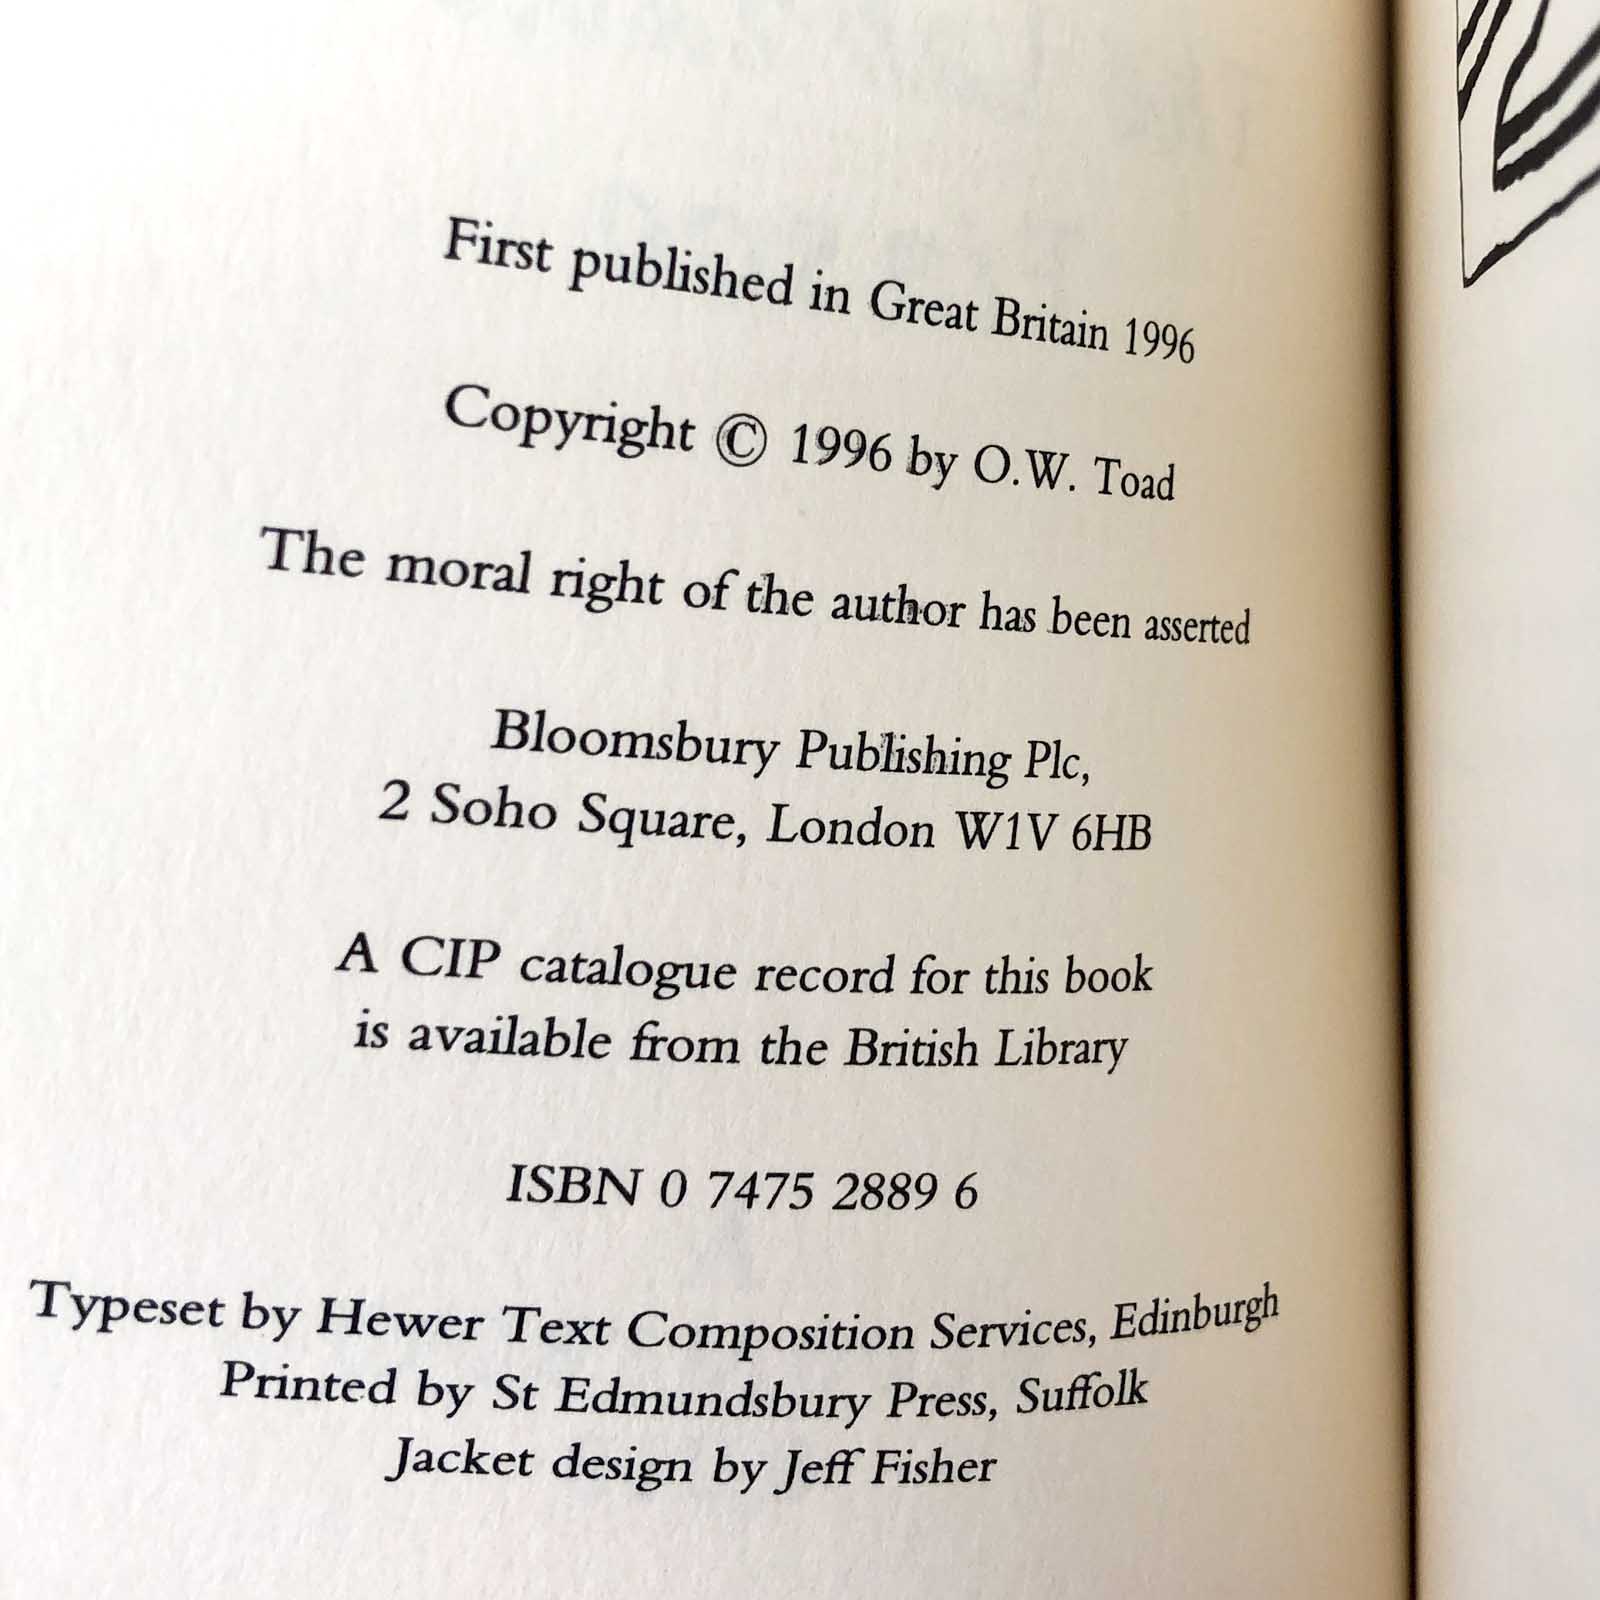 First published in Great Britain 1996
Copyright © 1996 by O.W. Toad
The moral right of the author has been asserted
Bloomsbury Publishing Plc,
2 Soho Square, London W1V 6HB
A CIP catalogue record for this book
is available from the British Library
ISBN 0 7475 2889 6
Typeset by Hewer Text Composition Services, Edinburgh
Printed by St Edmundsbury Press, Suffolk
Jacket design by Jeff Fisher